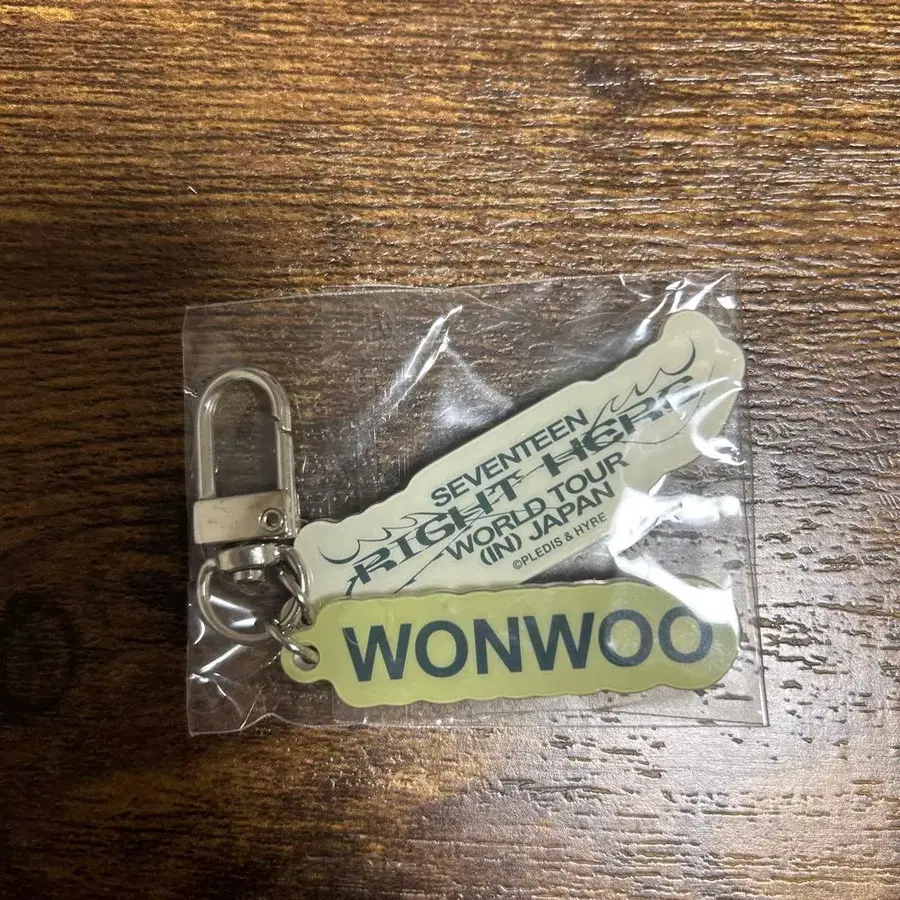 SEVENTEEN
RIGHT HERE
WORLD TOUR
(IN) JAPAN
©PLEDIS & HYBE
WONWOO